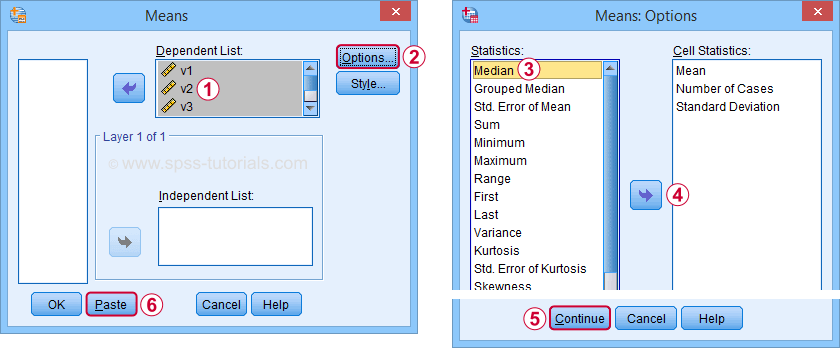 Means
Dependent List:
v1
v2
v3
1
Options...
2
Style...
Layer 1 of 1
© www.spss-tutorials.com
Independent List:
OK
Paste
6
Cancel
Help
Means: Options
Statistics:
Median
3
Grouped Median
Std. Error of Mean
Sum
Minimum
Maximum
Range
First
Last
Variance
Kurtosis
Std. Error of Kurtosis
Skewness
4
Cell Statistics:
Mean
Number of Cases
Standard Deviation
5
Continue
Cancel
Help